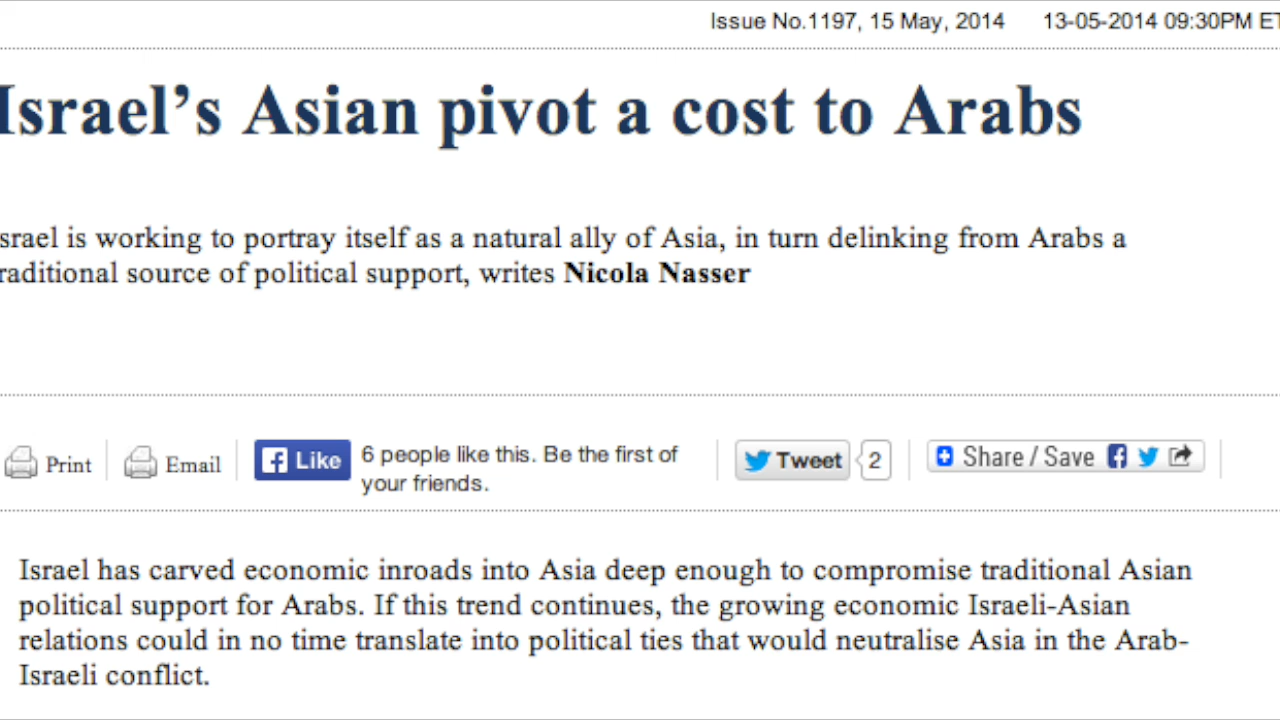 Issue No.1197, 15 May, 2014 13-05-2014 09:30PM ET
Israel's Asian pivot a cost to Arabs
srael is working to portray itself as a natural ally of Asia, in turn delinking from Arabs a
raditional source of political support, writes Nicola Nasser
Print Email Like 6 people like this. Be the first of your friends. Tweet 2 Share / Save
Israel has carved economic inroads into Asia deep enough to compromise traditional Asian
political support for Arabs. If this trend continues, the growing economic Israeli-Asian
relations could in no time translate into political ties that would neutralise Asia in the Arab-
Israeli conflict.